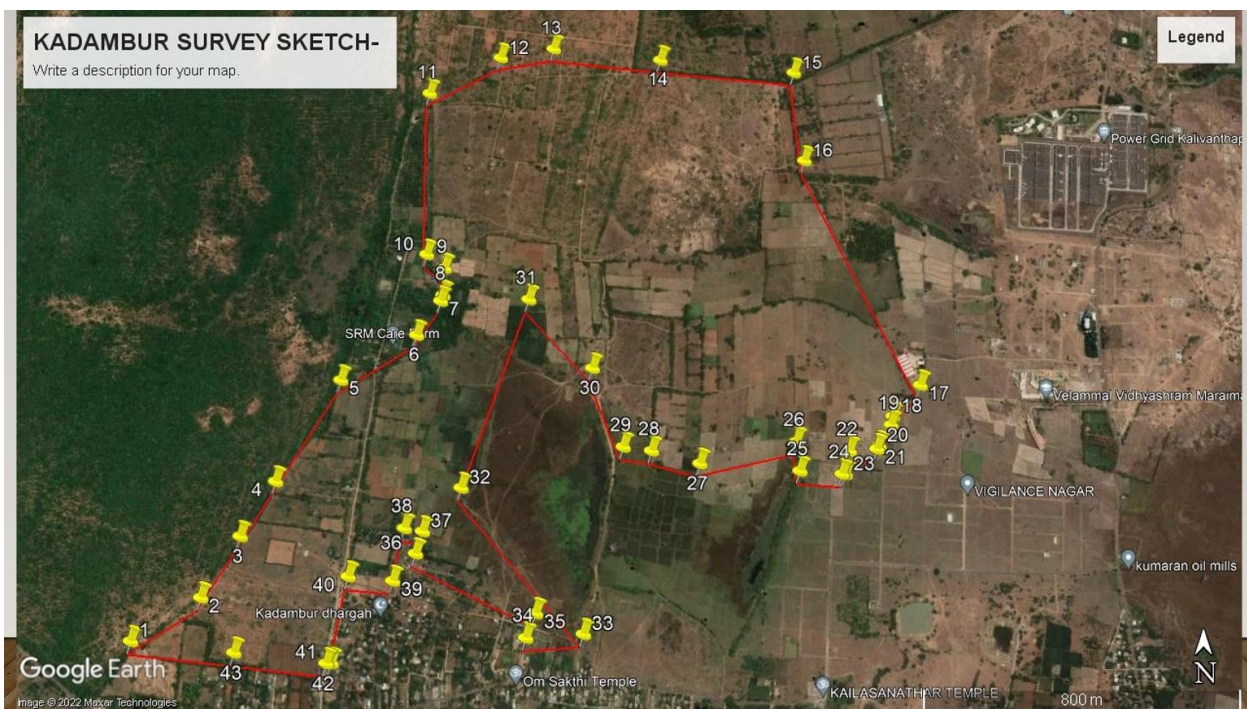 KADAMBUR SURVEY SKETCH-
Write a description for your map.
Legend
13
12
14
15
11
16
Power Grid Kalivanthap
10
9
8
7
31
SRM Care Farm
6
5
30
17
Velammal Vidhyashram Maraima
18
19
20
21
22
23
24
25
26
27
28
29
4
32
VIGILANCE NAGAR
38
37
36
3
kumaran oil mills
40
39
2
Kadambur dhargah
34
35
33
1
41
43
42
Google Earth
Om Sakthi Temple
KAILASANATHAR TEMPLE
N
800 m
Image © 2022 Maxar Technologies